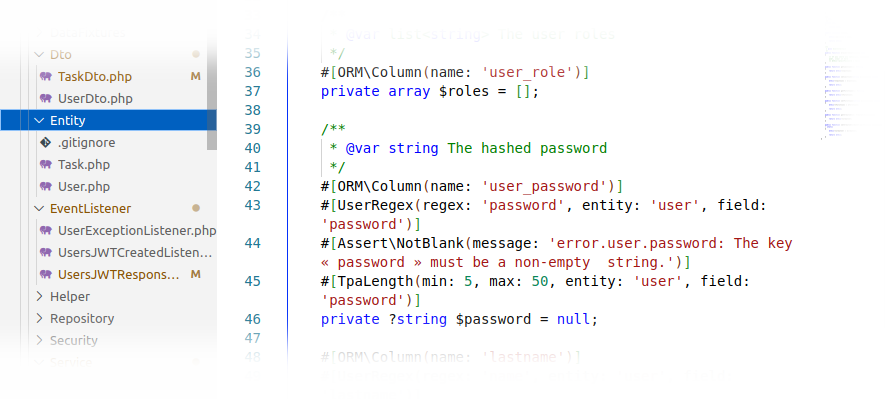 Dto
TaskDto.php M
UserDto.php
Entity
.gitignore
Task.php
User.php
EventListener
UserExceptionListener.php
UsersJWTCreatedListen...
UsersJWTRespons... M
Helper
Repository
Security
Service
34 * @var list<string> The user roles
35 */
36 #[ORM\Column(name: 'user_role')]
37 private array $roles = [];
38
39 /**
40 * @var string The hashed password
41 */
42 #[ORM\Column(name: 'user_password')]
43 #[UserRegex(regex: 'password', entity: 'user', field:
'password')]
44 #[Assert\NotBlank(message: 'error.user.password: The key
« password » must be a non-empty  string.')]
45 #[TpaLength(min: 5, max: 50, entity: 'user', field:
'password')]
46 private ?string $password = null;
47
48 #[ORM\Column(name: 'lastname')]